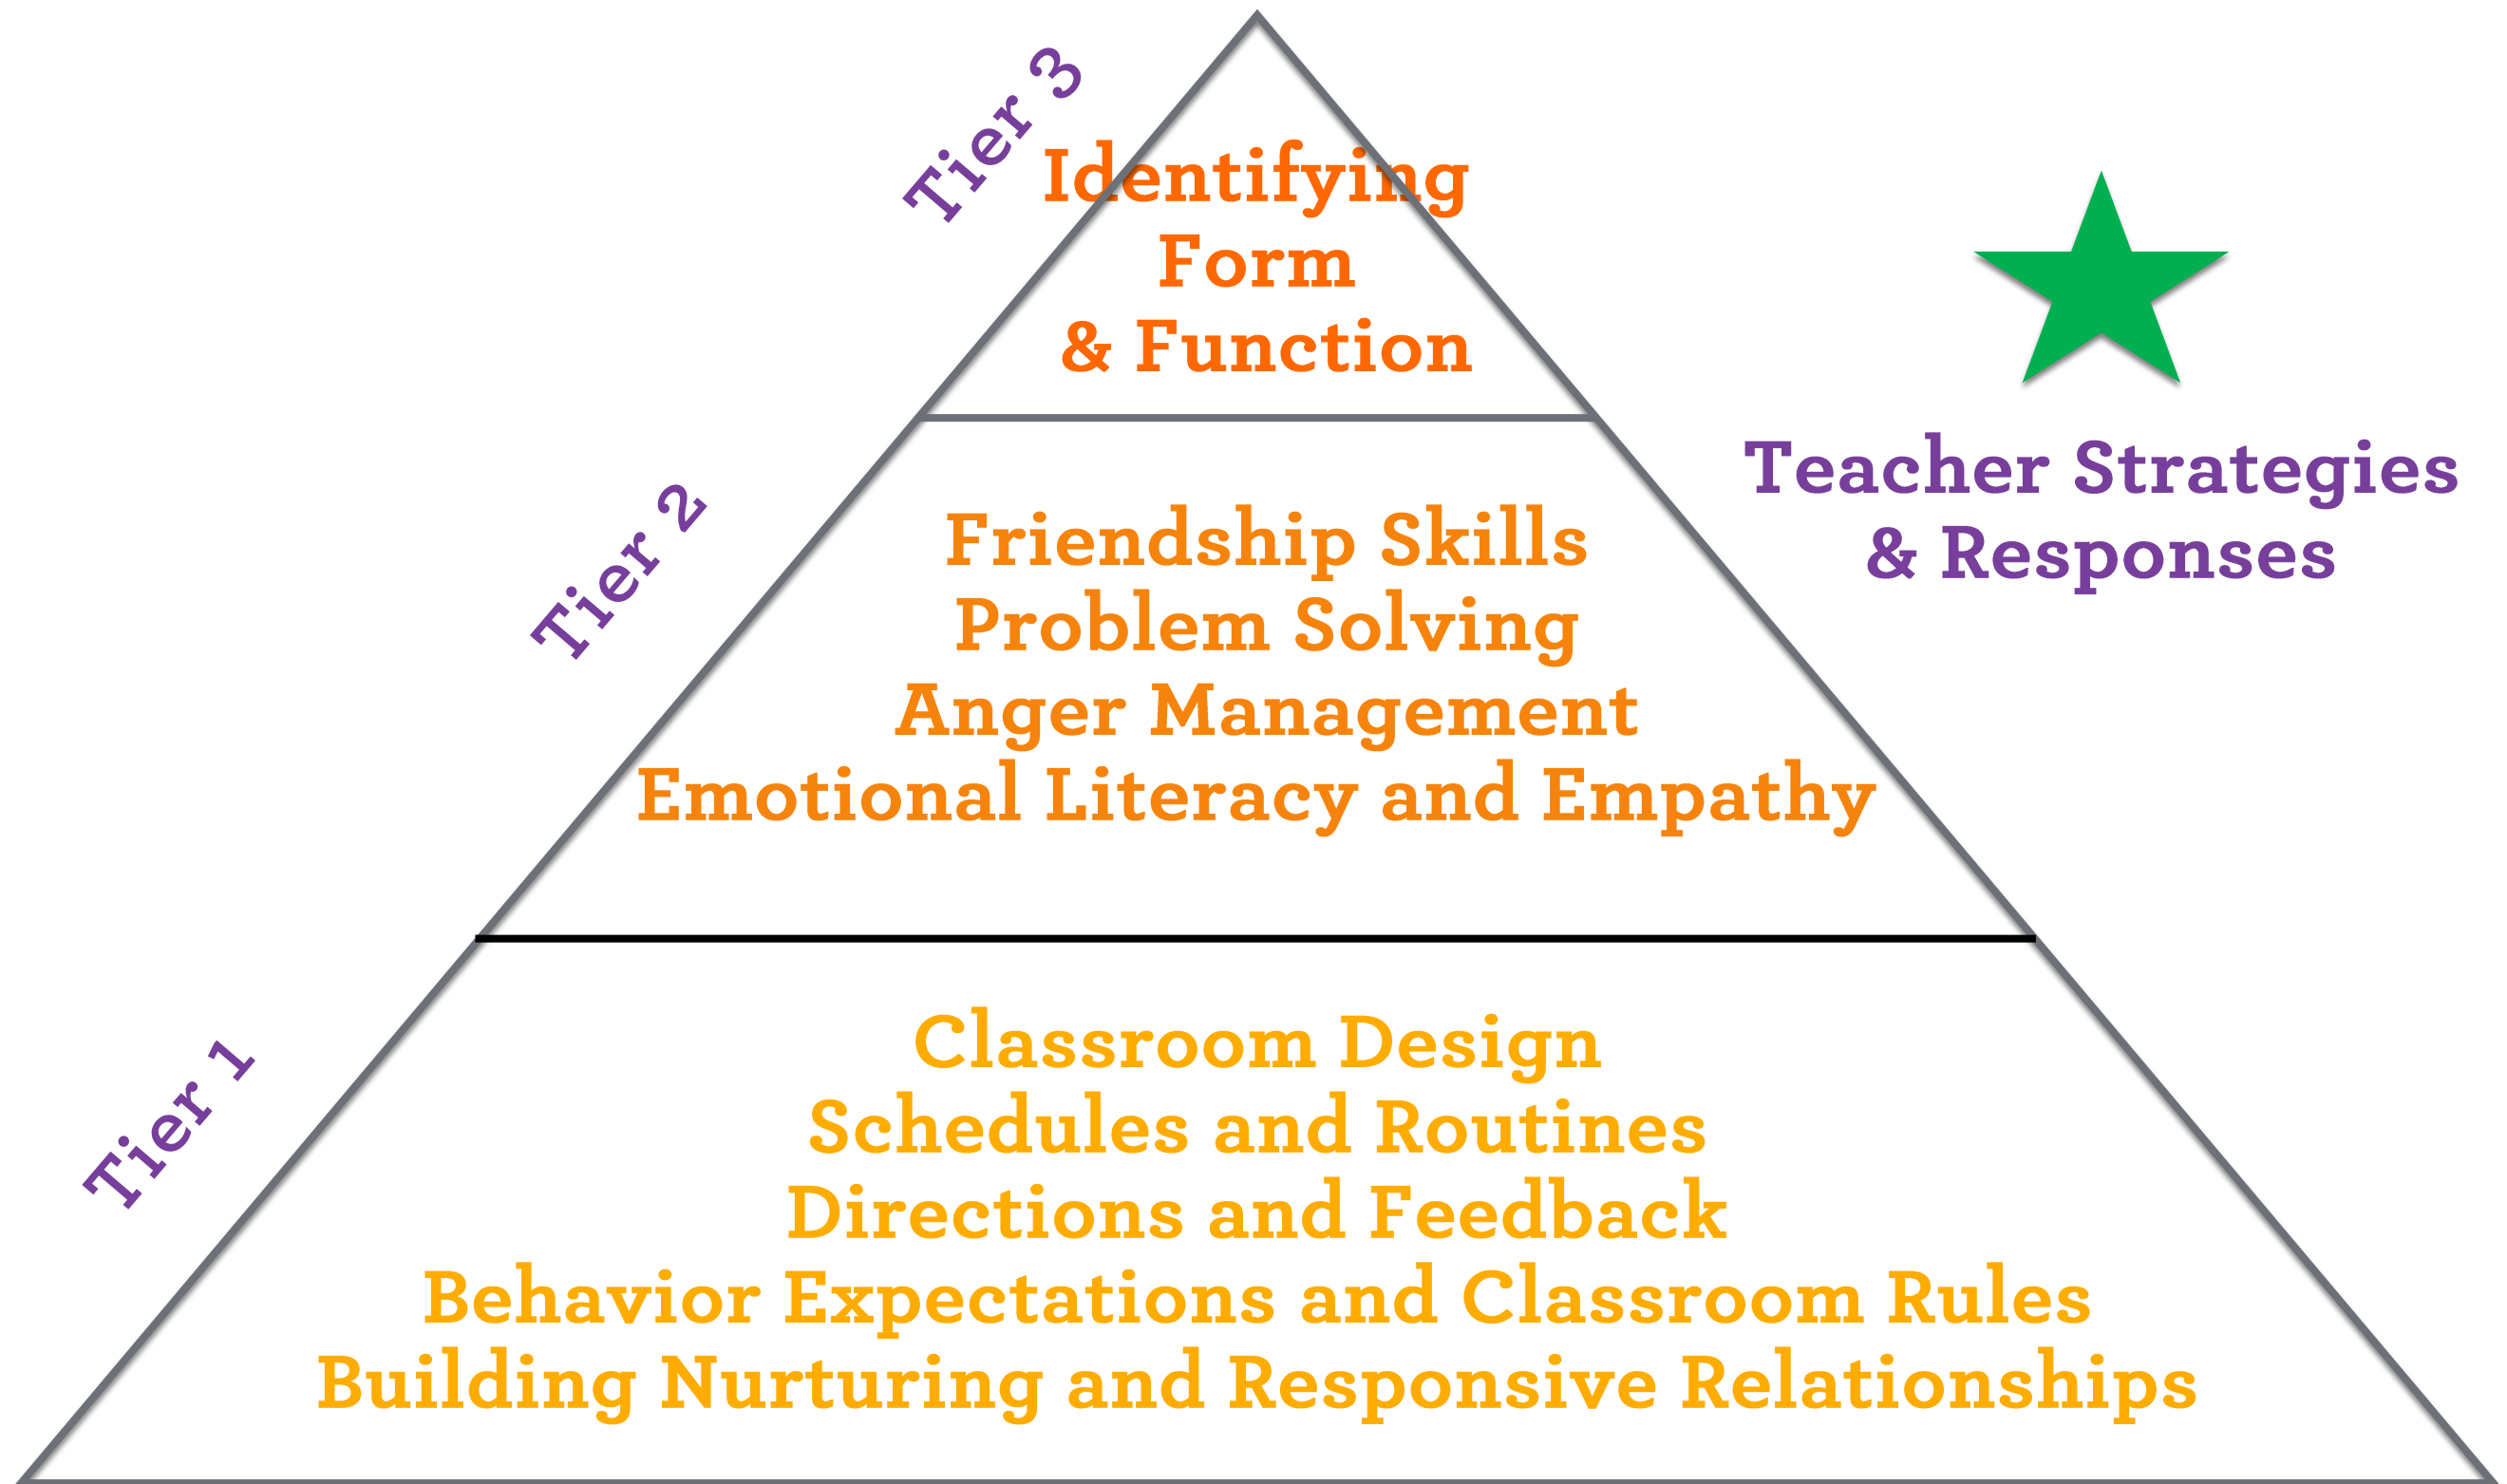 Tier 3
Identifying
Form
& Function
Teacher Strategies
& Responses
Tier 2
Friendship Skills
Problem Solving
Anger Management
Emotional Literacy and Empathy
Tier 1
Classroom Design
Schedules and Routines
Directions and Feedback
Behavior Expectations and Classroom Rules
Building Nurturing and Responsive Relationships